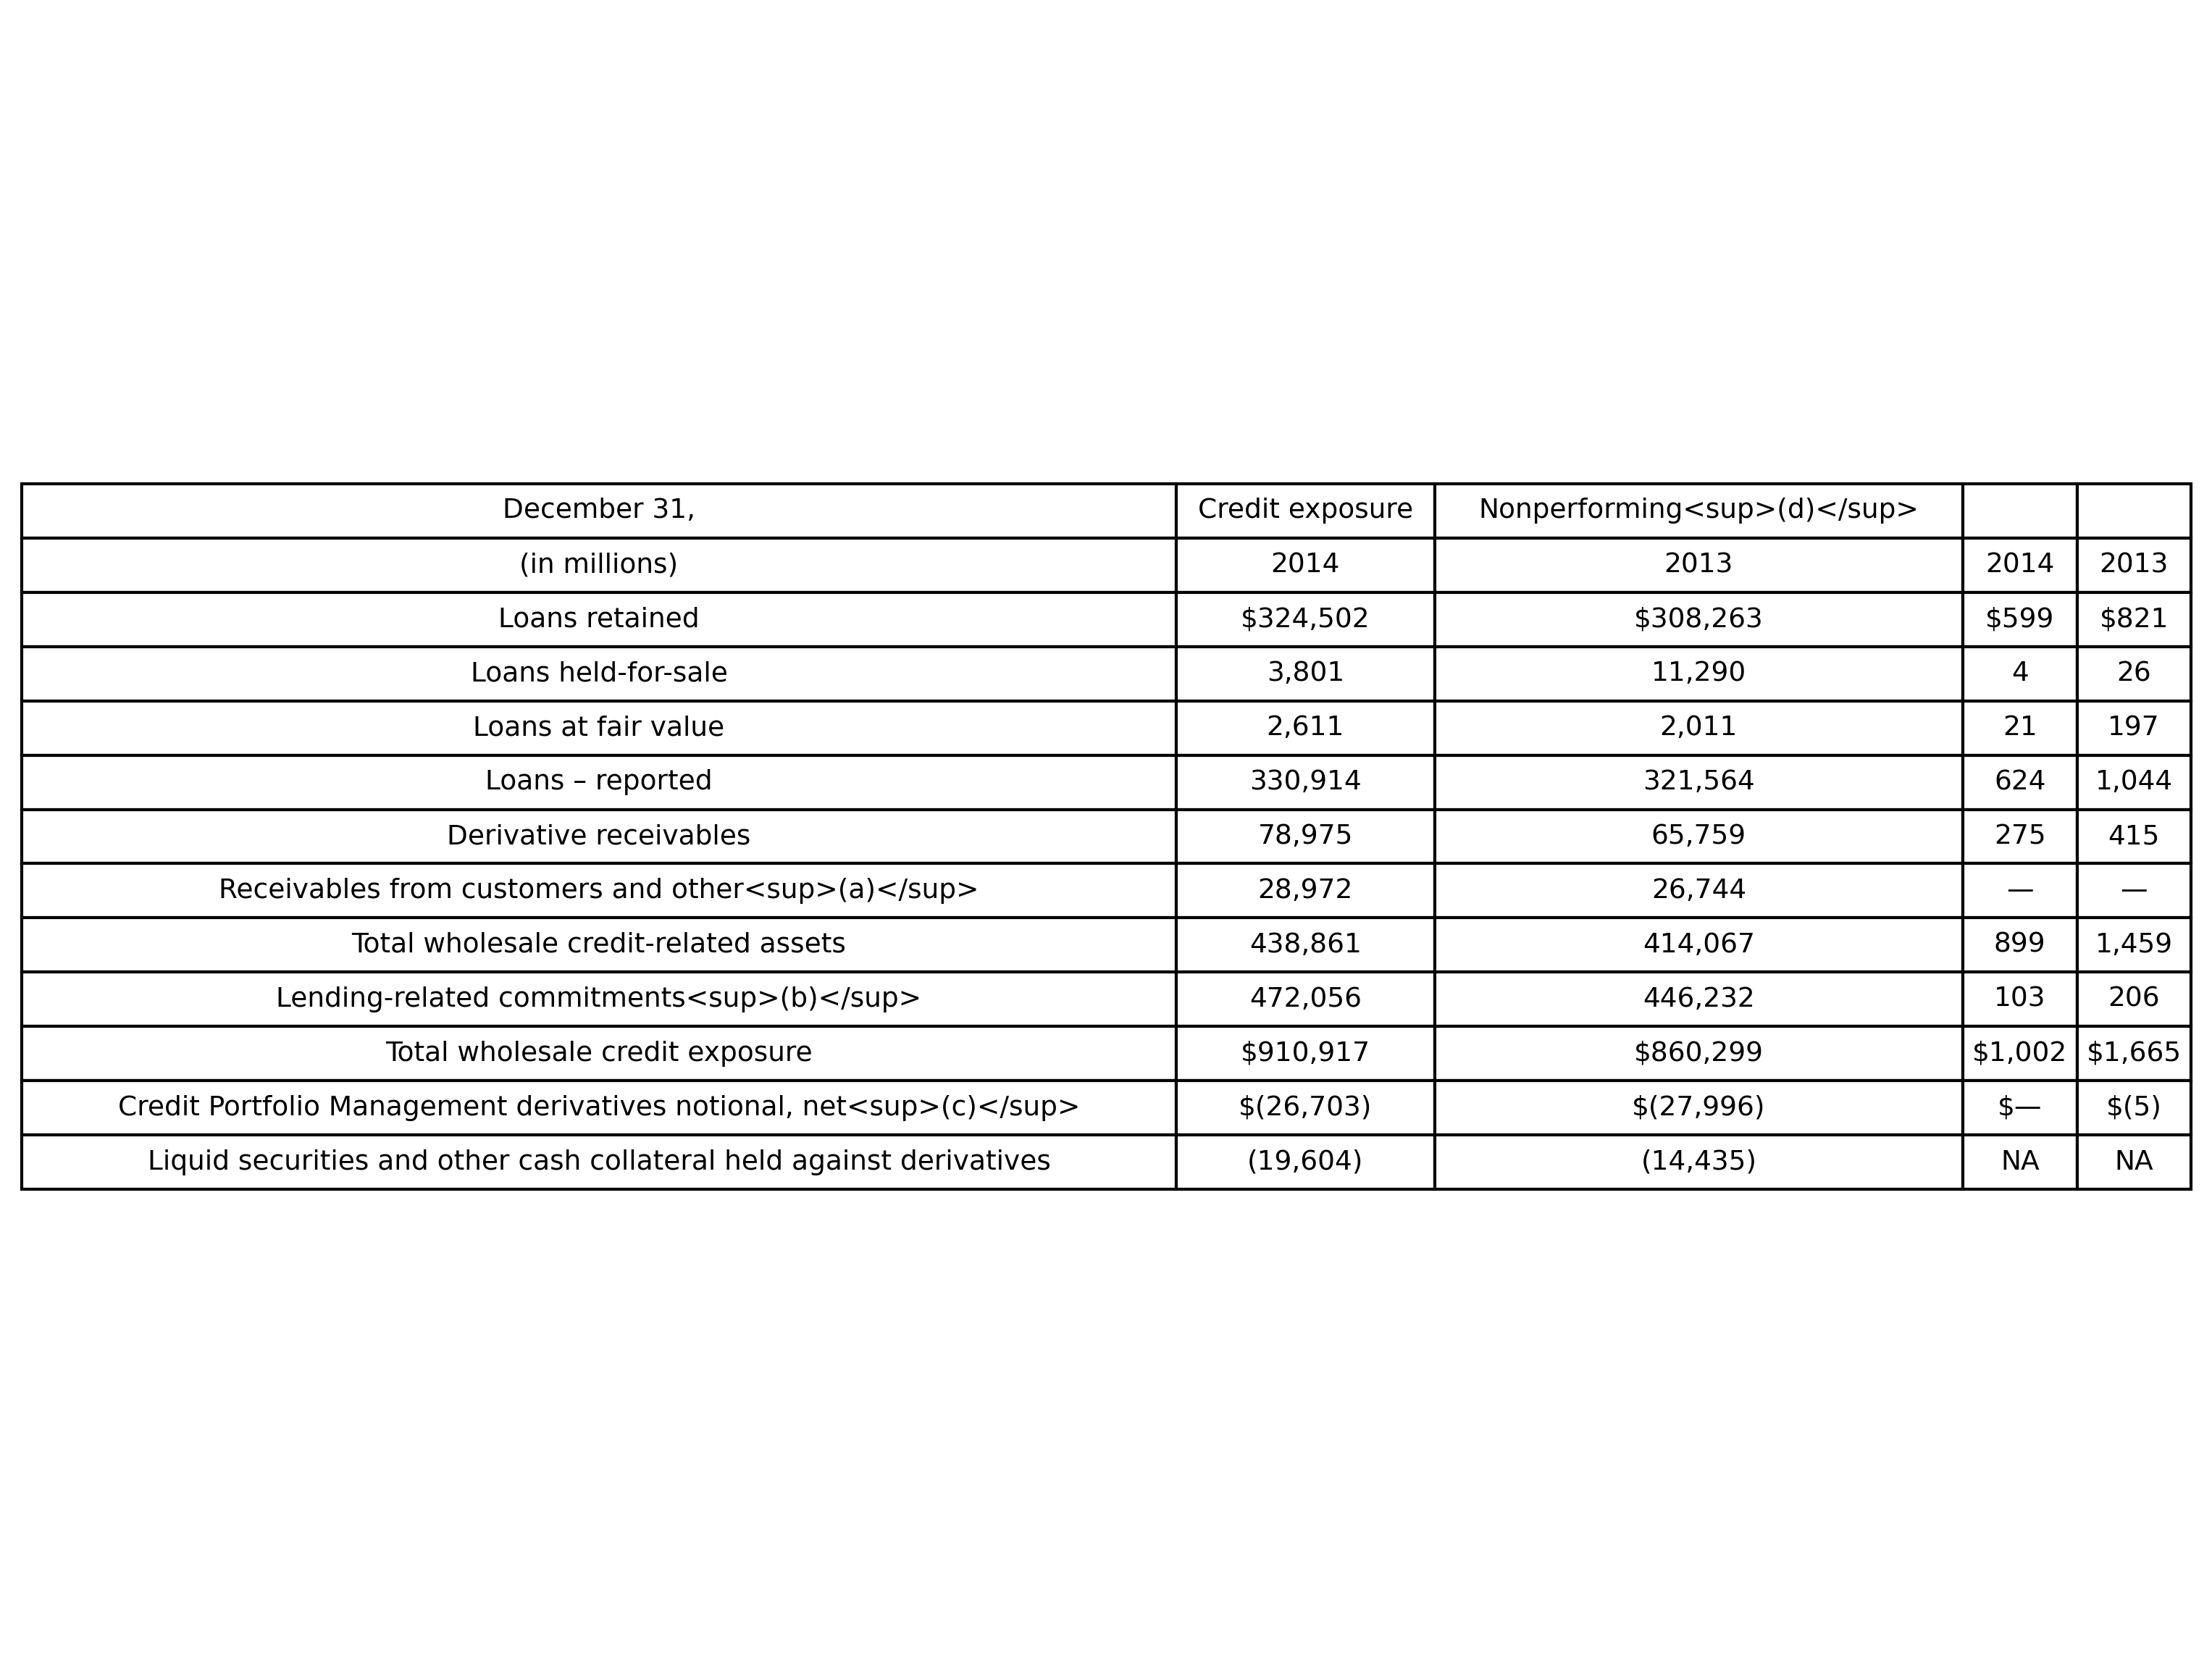 December 31, Credit exposure Nonperforming<sup>(d)</sup>
(in millions) 2014 2013 2014 2013
Loans retained $324,502 $308,263 $599 $821
Loans held-for-sale 3,801 11,290 4 26
Loans at fair value 2,611 2,011 21 197
Loans – reported 330,914 321,564 624 1,044
Derivative receivables 78,975 65,759 275 415
Receivables from customers and other<sup>(a)</sup> 28,972 26,744 — —
Total wholesale credit-related assets 438,861 414,067 899 1,459
Lending-related commitments<sup>(b)</sup> 472,056 446,232 103 206
Total wholesale credit exposure $910,917 $860,299 $1,002 $1,665
Credit Portfolio Management derivatives notional, net<sup>(c)</sup> $(26,703) $(27,996) $— $(5)
Liquid securities and other cash collateral held against derivatives (19,604) (14,435) NA NA